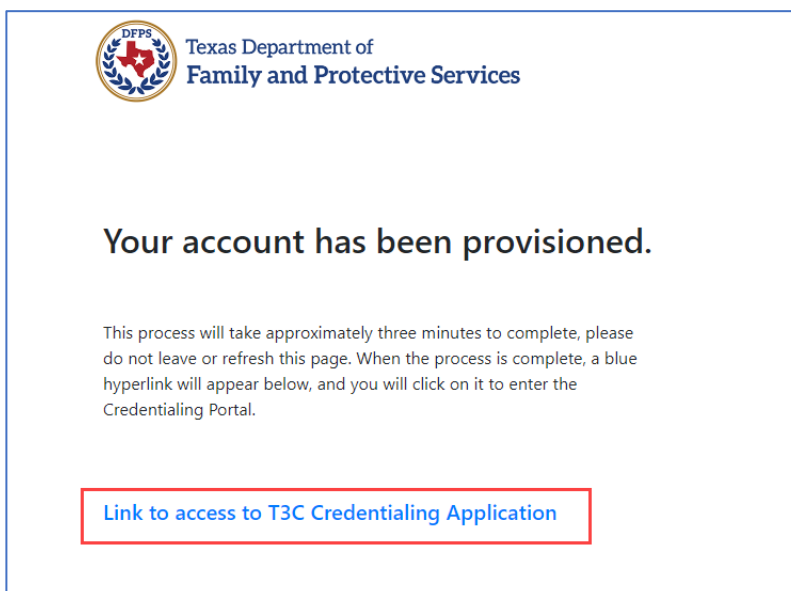 DFPS
Texas Department of
Family and Protective Services
Your account has been provisioned.
This process will take approximately three minutes to complete, please
do not leave or refresh this page. When the process is complete, a blue
hyperlink will appear below, and you will click on it to enter the
Credentialing Portal.
Link to access to T3C Credentialing Application